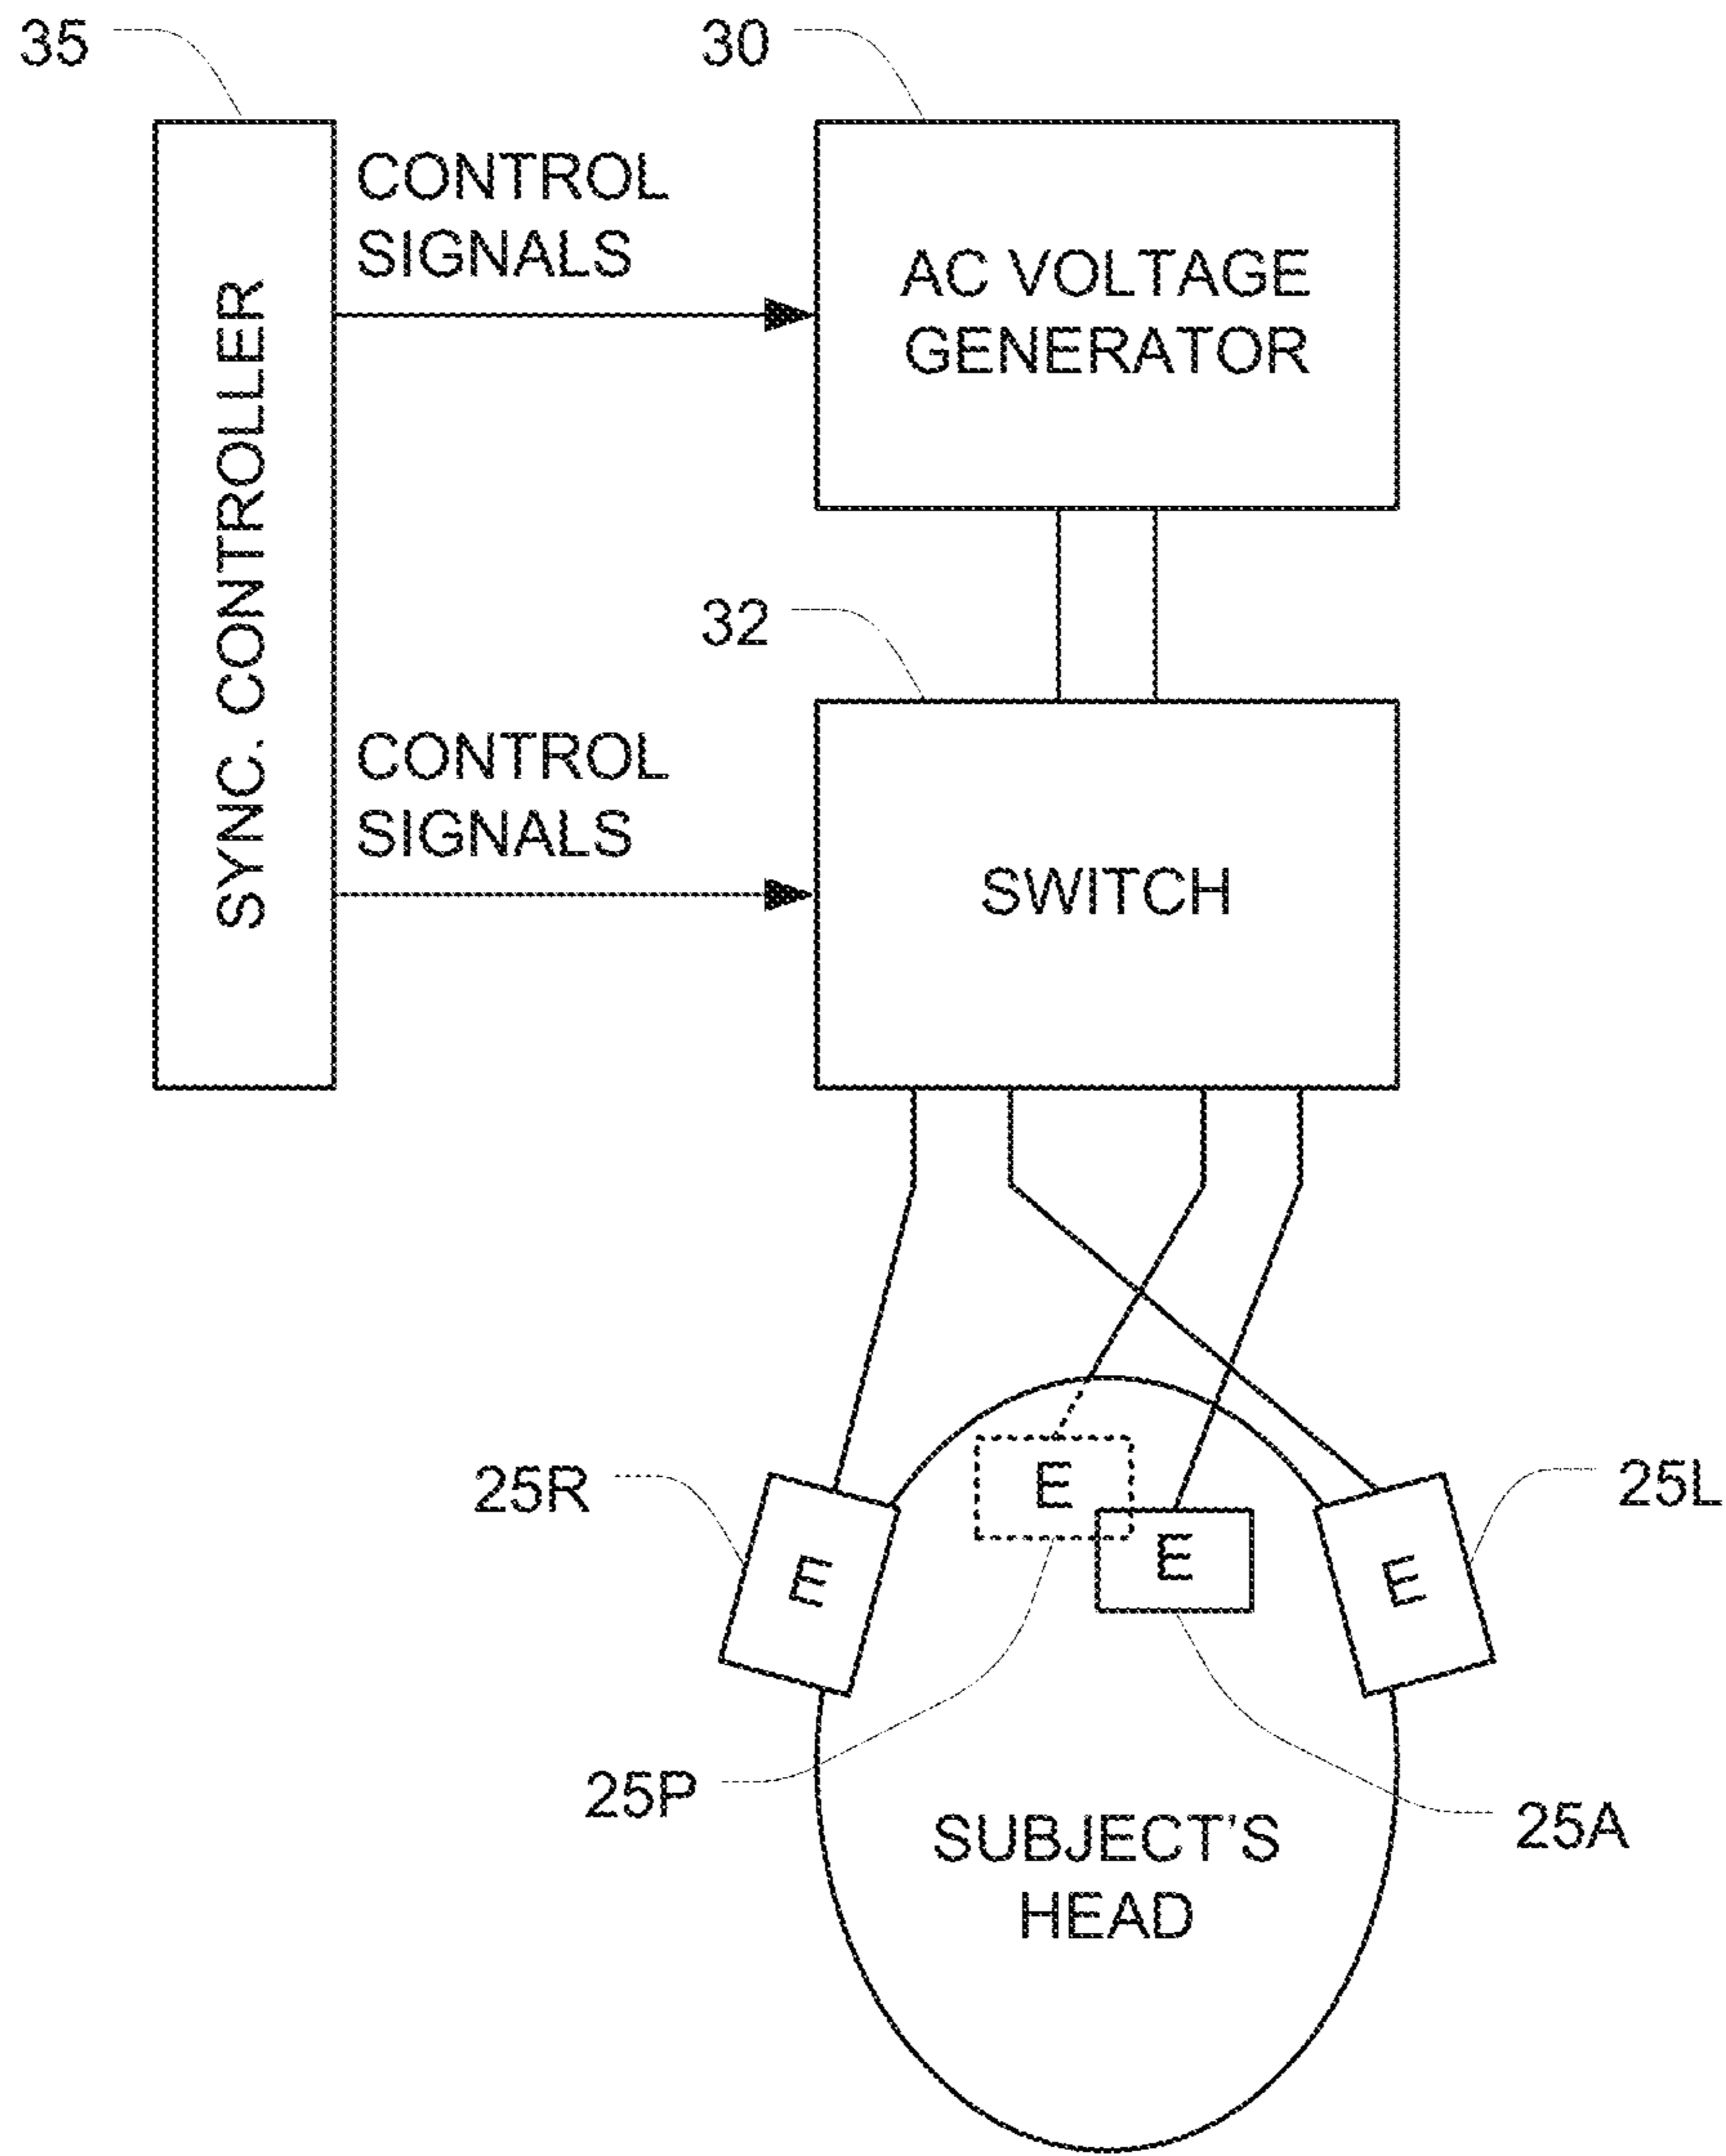 35
30
CONTROL
SIGNALS
AC VOLTAGE
GENERATOR
SYNC. CONTROLLER
32
CONTROL
SIGNALS
SWITCH
25R
E
E
E
E
25L
25P
25A
SUBJECT'S
HEAD